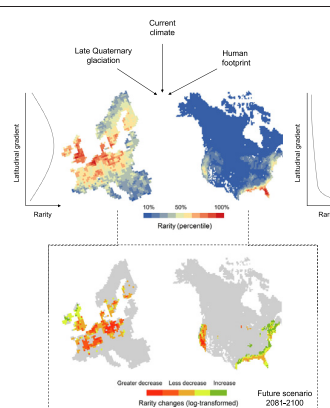 Current
climate
Late Quaternary
glaciation
Human
footprint
Latitudinal gradient
Latitudinal gradient
Rarity
10% 50% 100%
Rarity (percentile)
Rar
Greater decrease Less decrease Increase
Rarity changes (log-transformed)
Future scenario
2081-2100